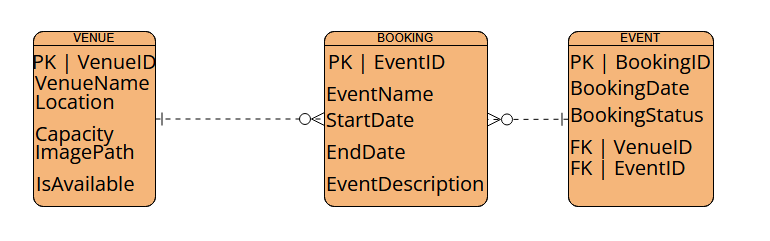 VENUE
PK | VenueID
VenueName
Location
Capacity
ImagePath
IsAvailable
BOOKING
PK | EventID
EventName
StartDate
EndDate
EventDescription
EVENT
PK | BookingID
BookingDate
BookingStatus
FK | VenueID
FK | EventID